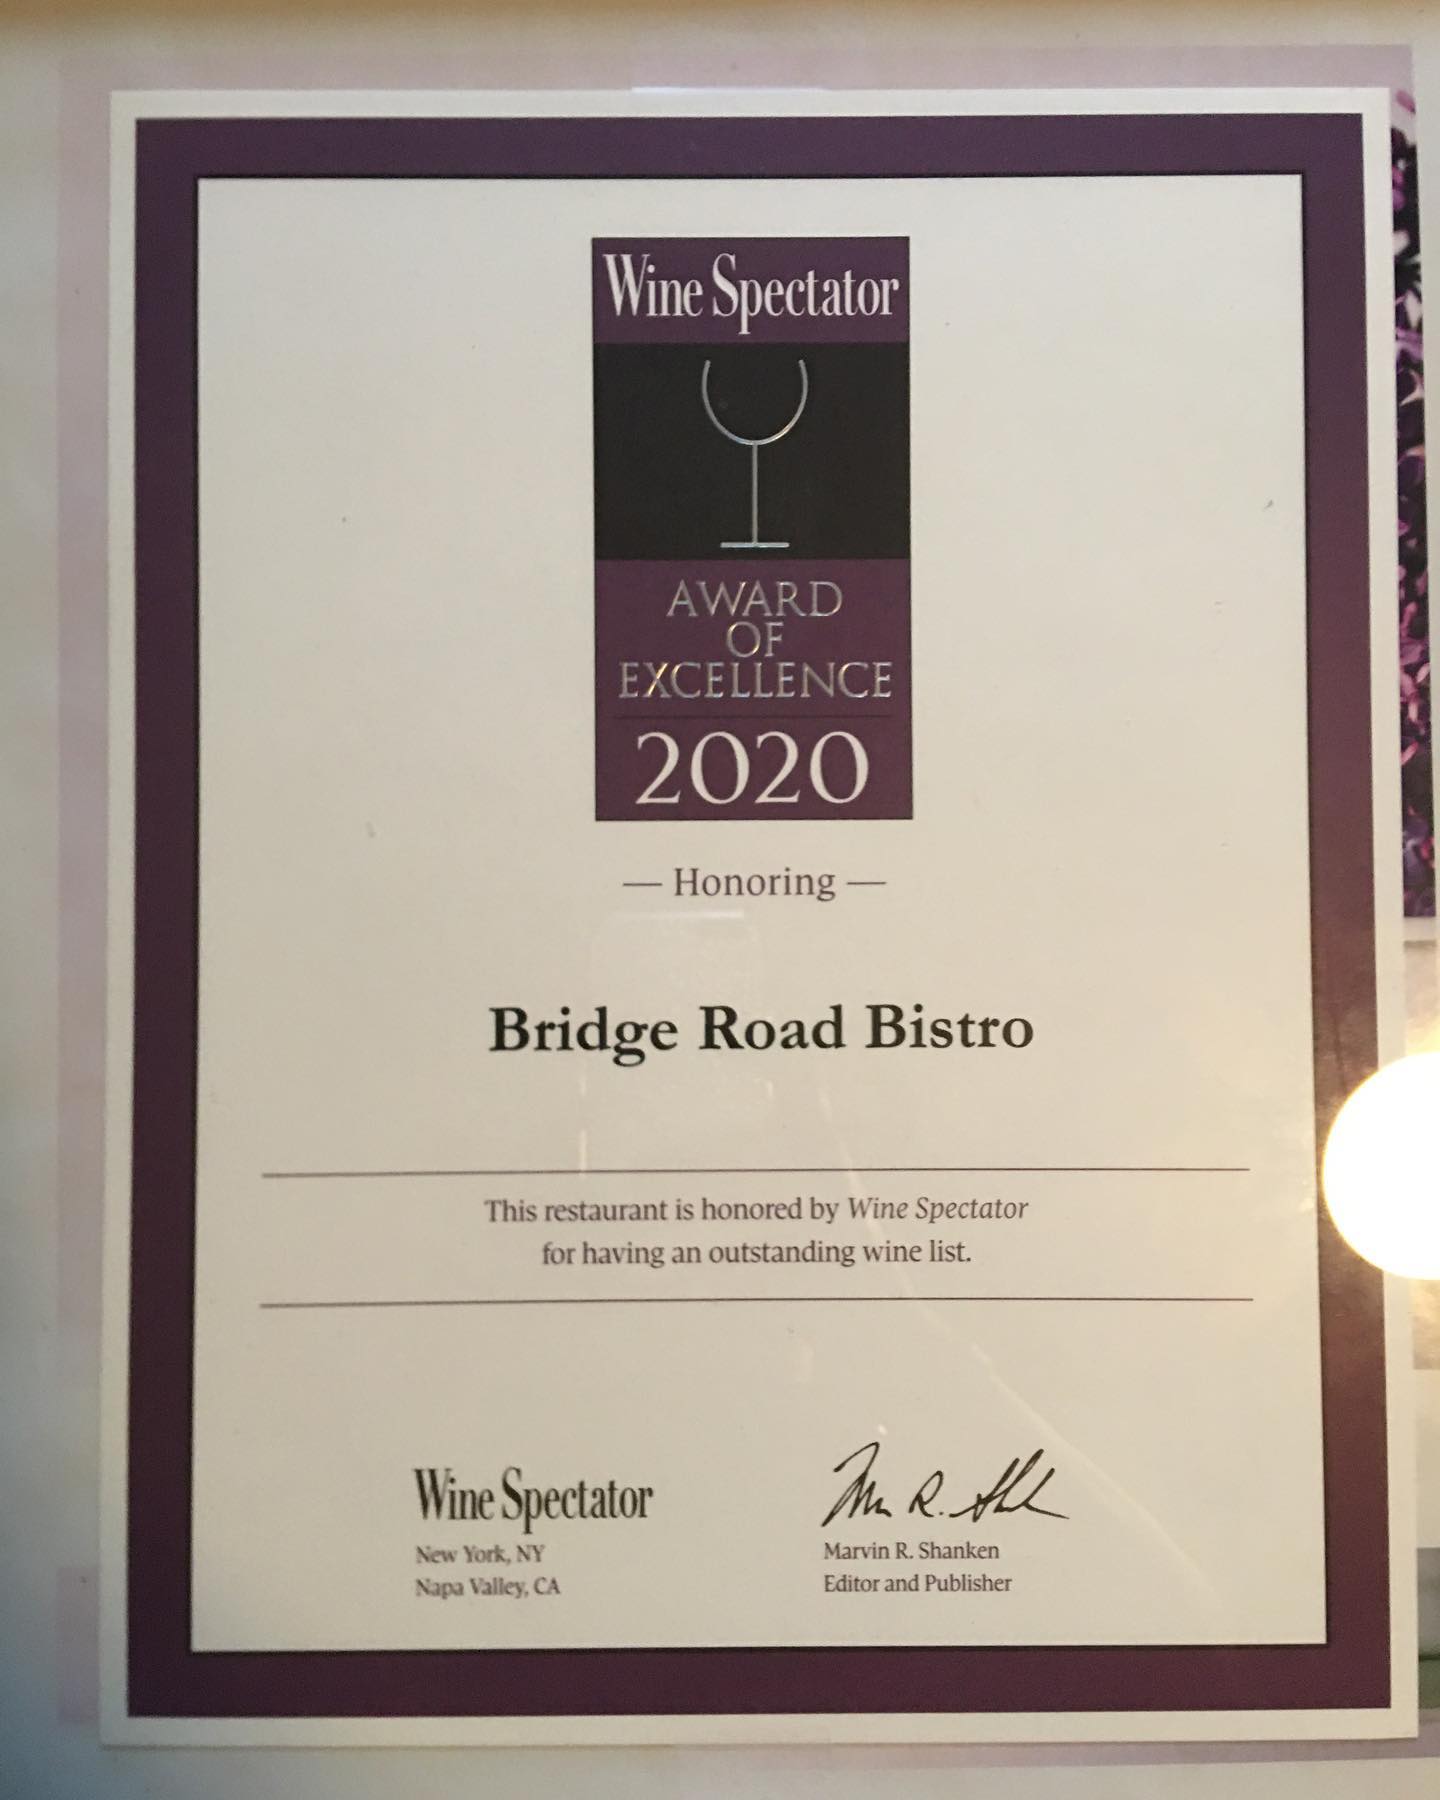 Wine Spectator
AWARD
OF
EXCELLENCE
2020
— Honoring —
Bridge Road Bistro
This restaurant is honored by Wine Spectator
for having an outstanding wine list.
Wine Spectator
New York, NY
Napa Valley, CA
Marvin R. Shanken
Editor and Publisher